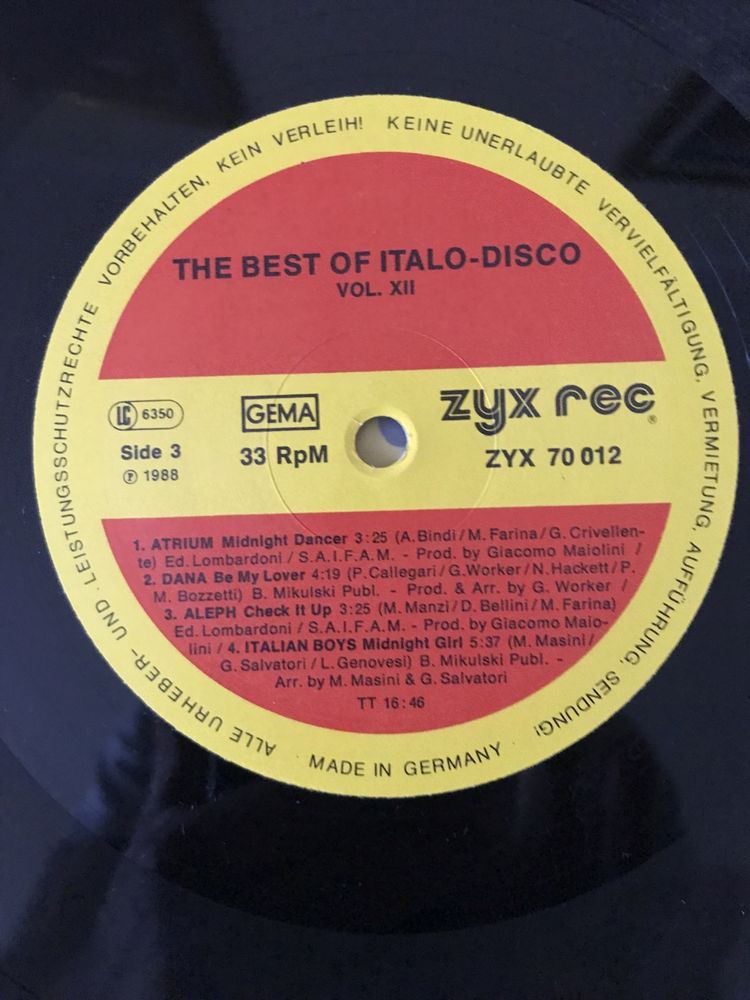 ALLE URHEBER- UND LEISTUNGSSCHUTZRECHTE VORBEHALTEN, KEIN VERLEIH! KEINE UNERLAUBTE VERVIELFÄLTIGUNG, VERMIETUNG, AUFFÜHRUNG, SENDUNG!
THE BEST OF ITALO-DISCO
VOL. XII
LC 6350
GEMA
zyx rec®
Side 3
33 RpM
ZYX 70 012
℗ 1988
1. ATRIUM Midnight Dancer 3:25 (A.Bindi/M.Farina/G.Crivellen-
te) Ed. Lombardoni / S.A.I.F.A.M. - Prod. by Giacomo Maiolini /
2. DANA Be My Lover 4:19 (P.Callegari/G.Worker/N.Hackett/P.
M. Bozzetti) B. Mikulski Publ. - Prod. & Arr. by G. Worker /
3. ALEPH Check It Up 3:25 (M. Manzi/D. Bellini/M. Farina)
Ed. Lombardoni / S.A.I.F.A.M. - Prod. by Giacomo Maio-
lini / 4. ITALIAN BOYS Midnight Girl 5:37 (M. Masini/
G. Salvatori/L. Genovesi) B. Mikulski Publ. -
Arr. by M. Masini & G. Salvatori
TT 16:46
MADE IN GERMANY